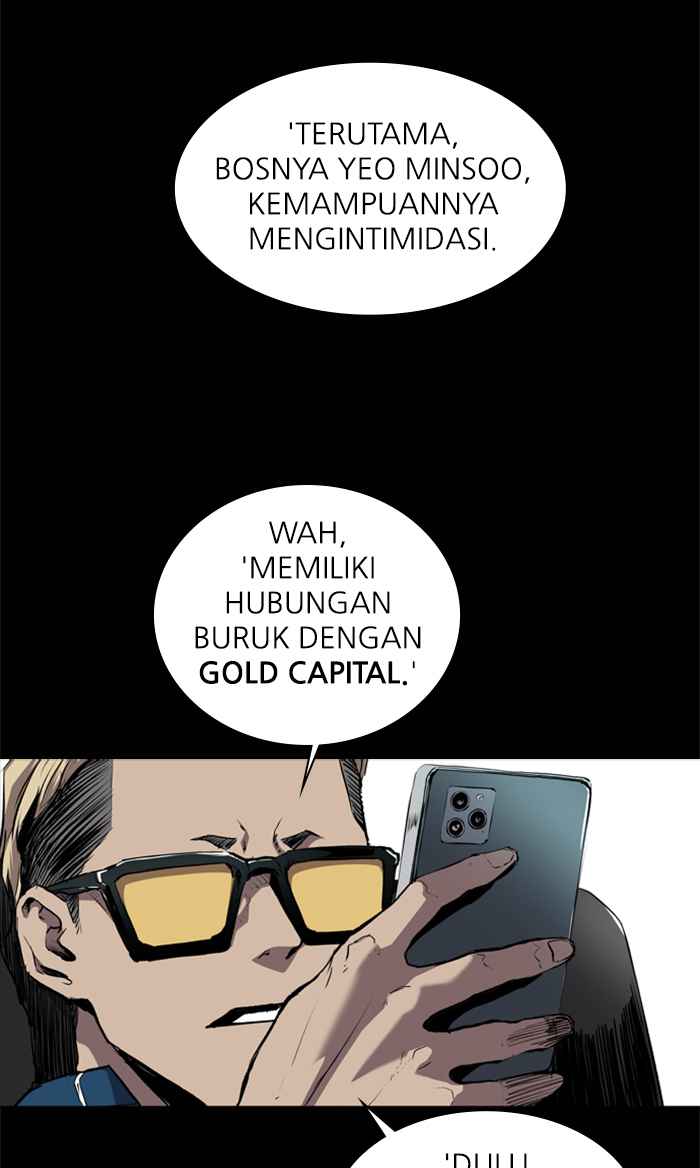 'TERUTAMA,
BOSNYA YEO MINSOO,
KEMAMPUANNYA
MENGINTIMIDASI.
WAH,
'MEMILIKI
HUBUNGAN
BURUK DENGAN
GOLD CAPITAL.'